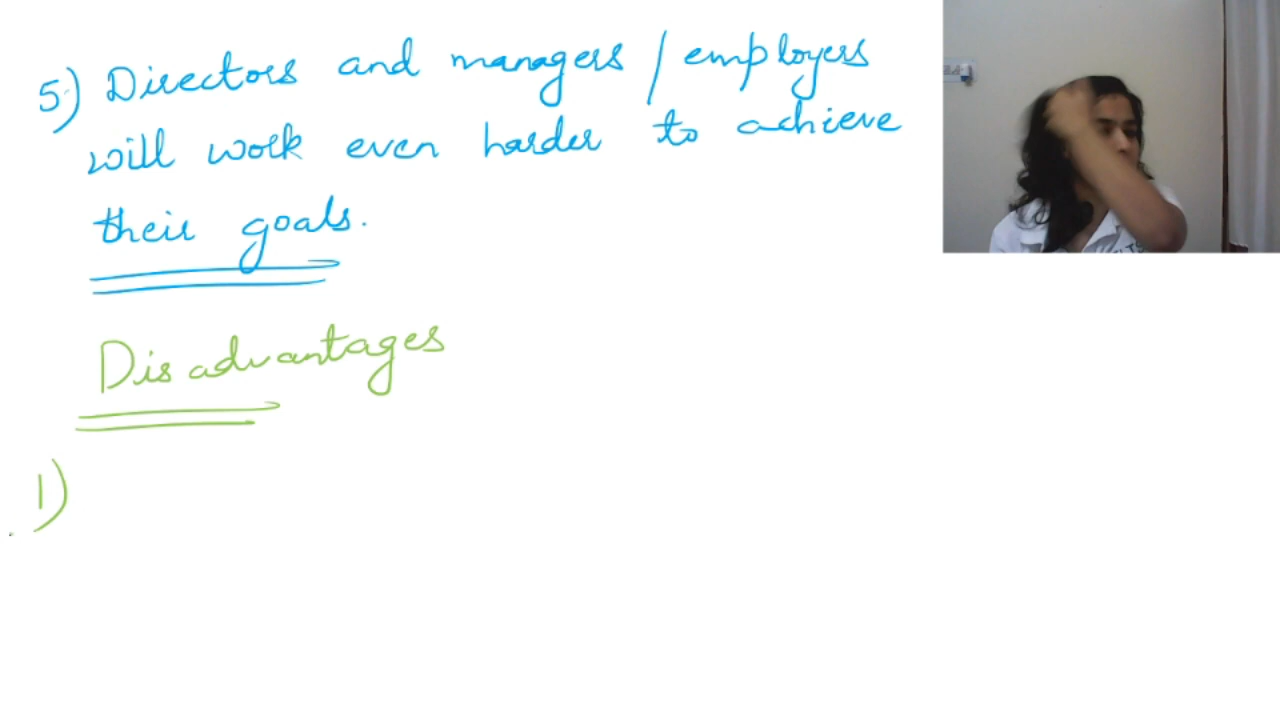 5) Directors and managers / employers
will work even harder to achieve
their goals.
Disadvantages
1)